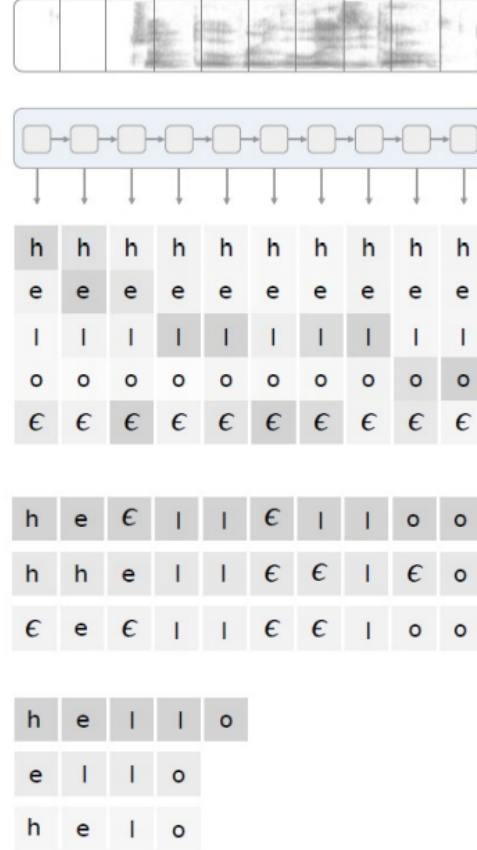 h h h h h h h h h h
e e e e e e e e e e
l l l l l l l l l l
o o o o o o o o o o
ϵ ϵ ϵ ϵ ϵ ϵ ϵ ϵ ϵ ϵ
h e ϵ l l ϵ l l o o
h h e l l ϵ ϵ l ϵ o
ϵ e ϵ l l ϵ ϵ l o o
h e l l o
e l l o
h e l o